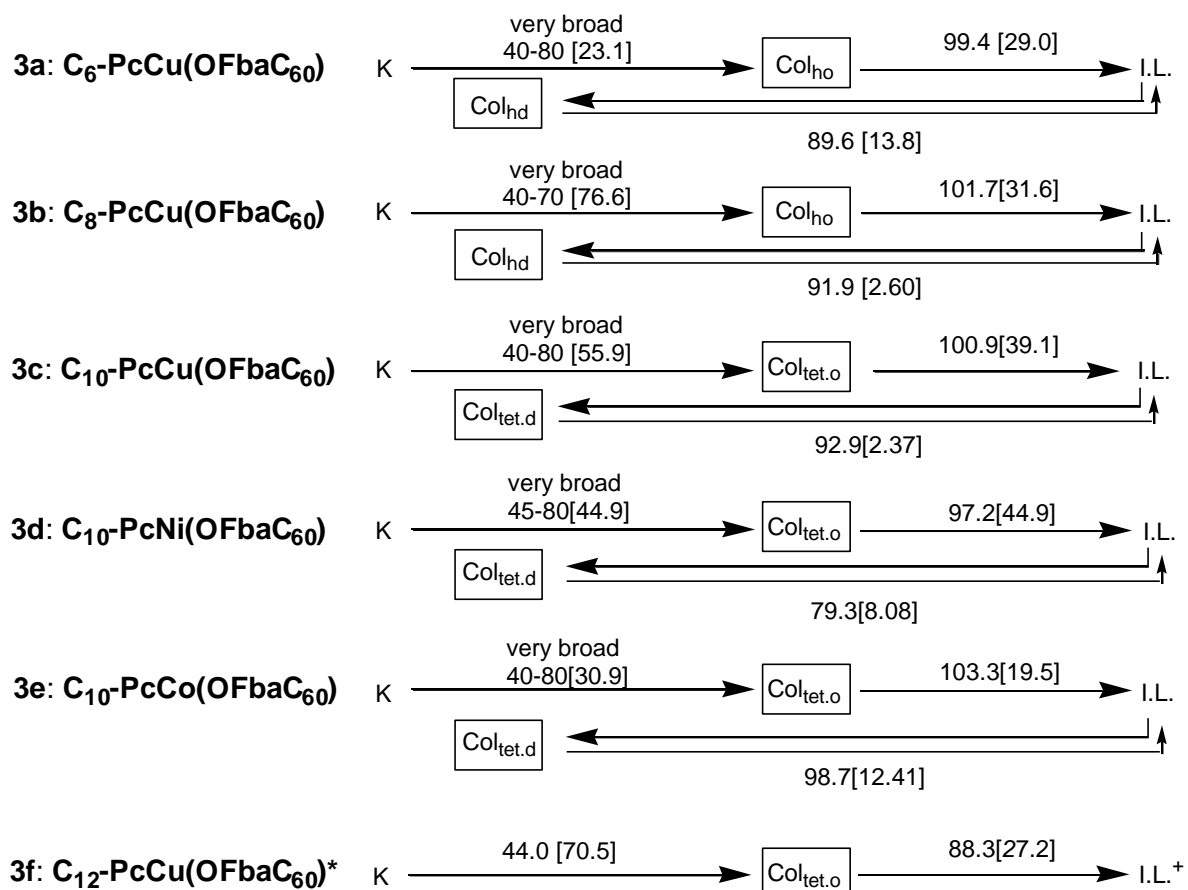 very broad
3a: C6-PcCu(OFbaC60) K 40-80 [23.1] Colho 99.4 [29.0] I.L.
Colhd
89.6 [13.8]
very broad
3b: C8-PcCu(OFbaC60) K 40-70 [76.6] Colho 101.7[31.6] I.L.
Colhd
91.9 [2.60]
very broad
3c: C10-PcCu(OFbaC60) K 40-80 [55.9] Coltet.o 100.9[39.1] I.L.
Coltet.d
92.9[2.37]
very broad
3d: C10-PcNi(OFbaC60) K 45-80[44.9] Coltet.o 97.2[44.9] I.L.
Coltet.d
79.3[8.08]
very broad
3e: C10-PcCo(OFbaC60) K 40-80[30.9] Coltet.o 103.3[19.5] I.L.
Coltet.d
98.7[12.41]
3f: C12-PcCu(OFbaC60)* K 44.0 [70.5] Coltet.o 88.3[27.2] I.L.+